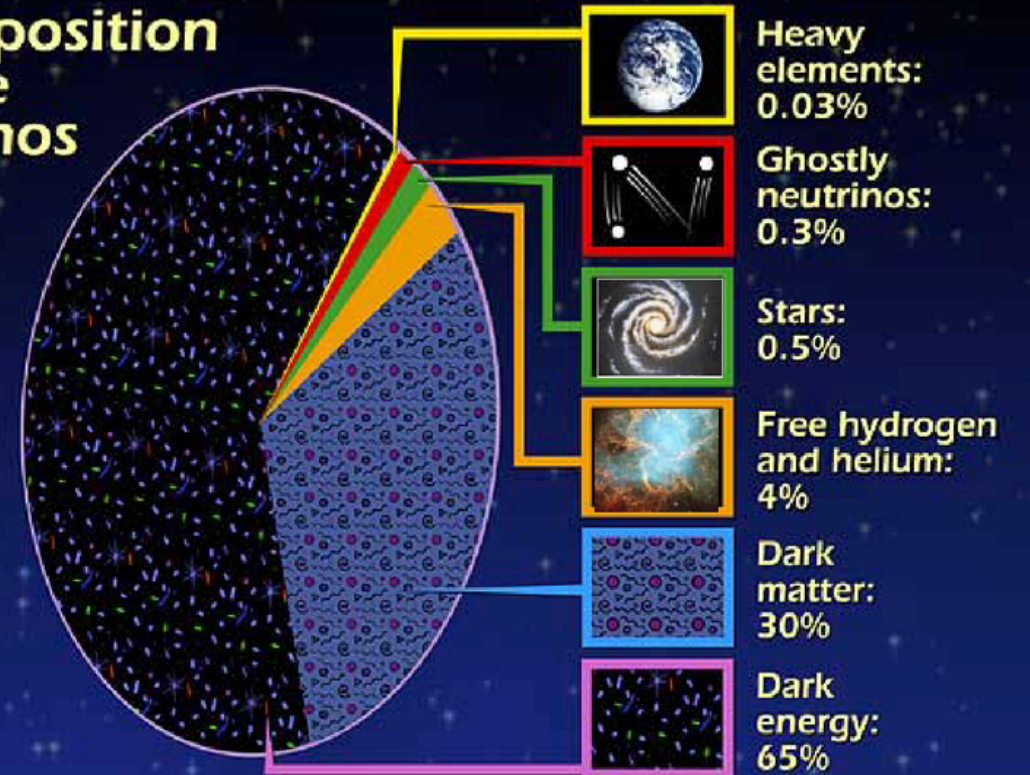 position
e
nos
Heavy
elements:
0.03%
Ghostly
neutrinos:
0.3%
Stars:
0.5%
Free hydrogen
and helium:
4%
Dark
matter:
30%
Dark
energy:
65%